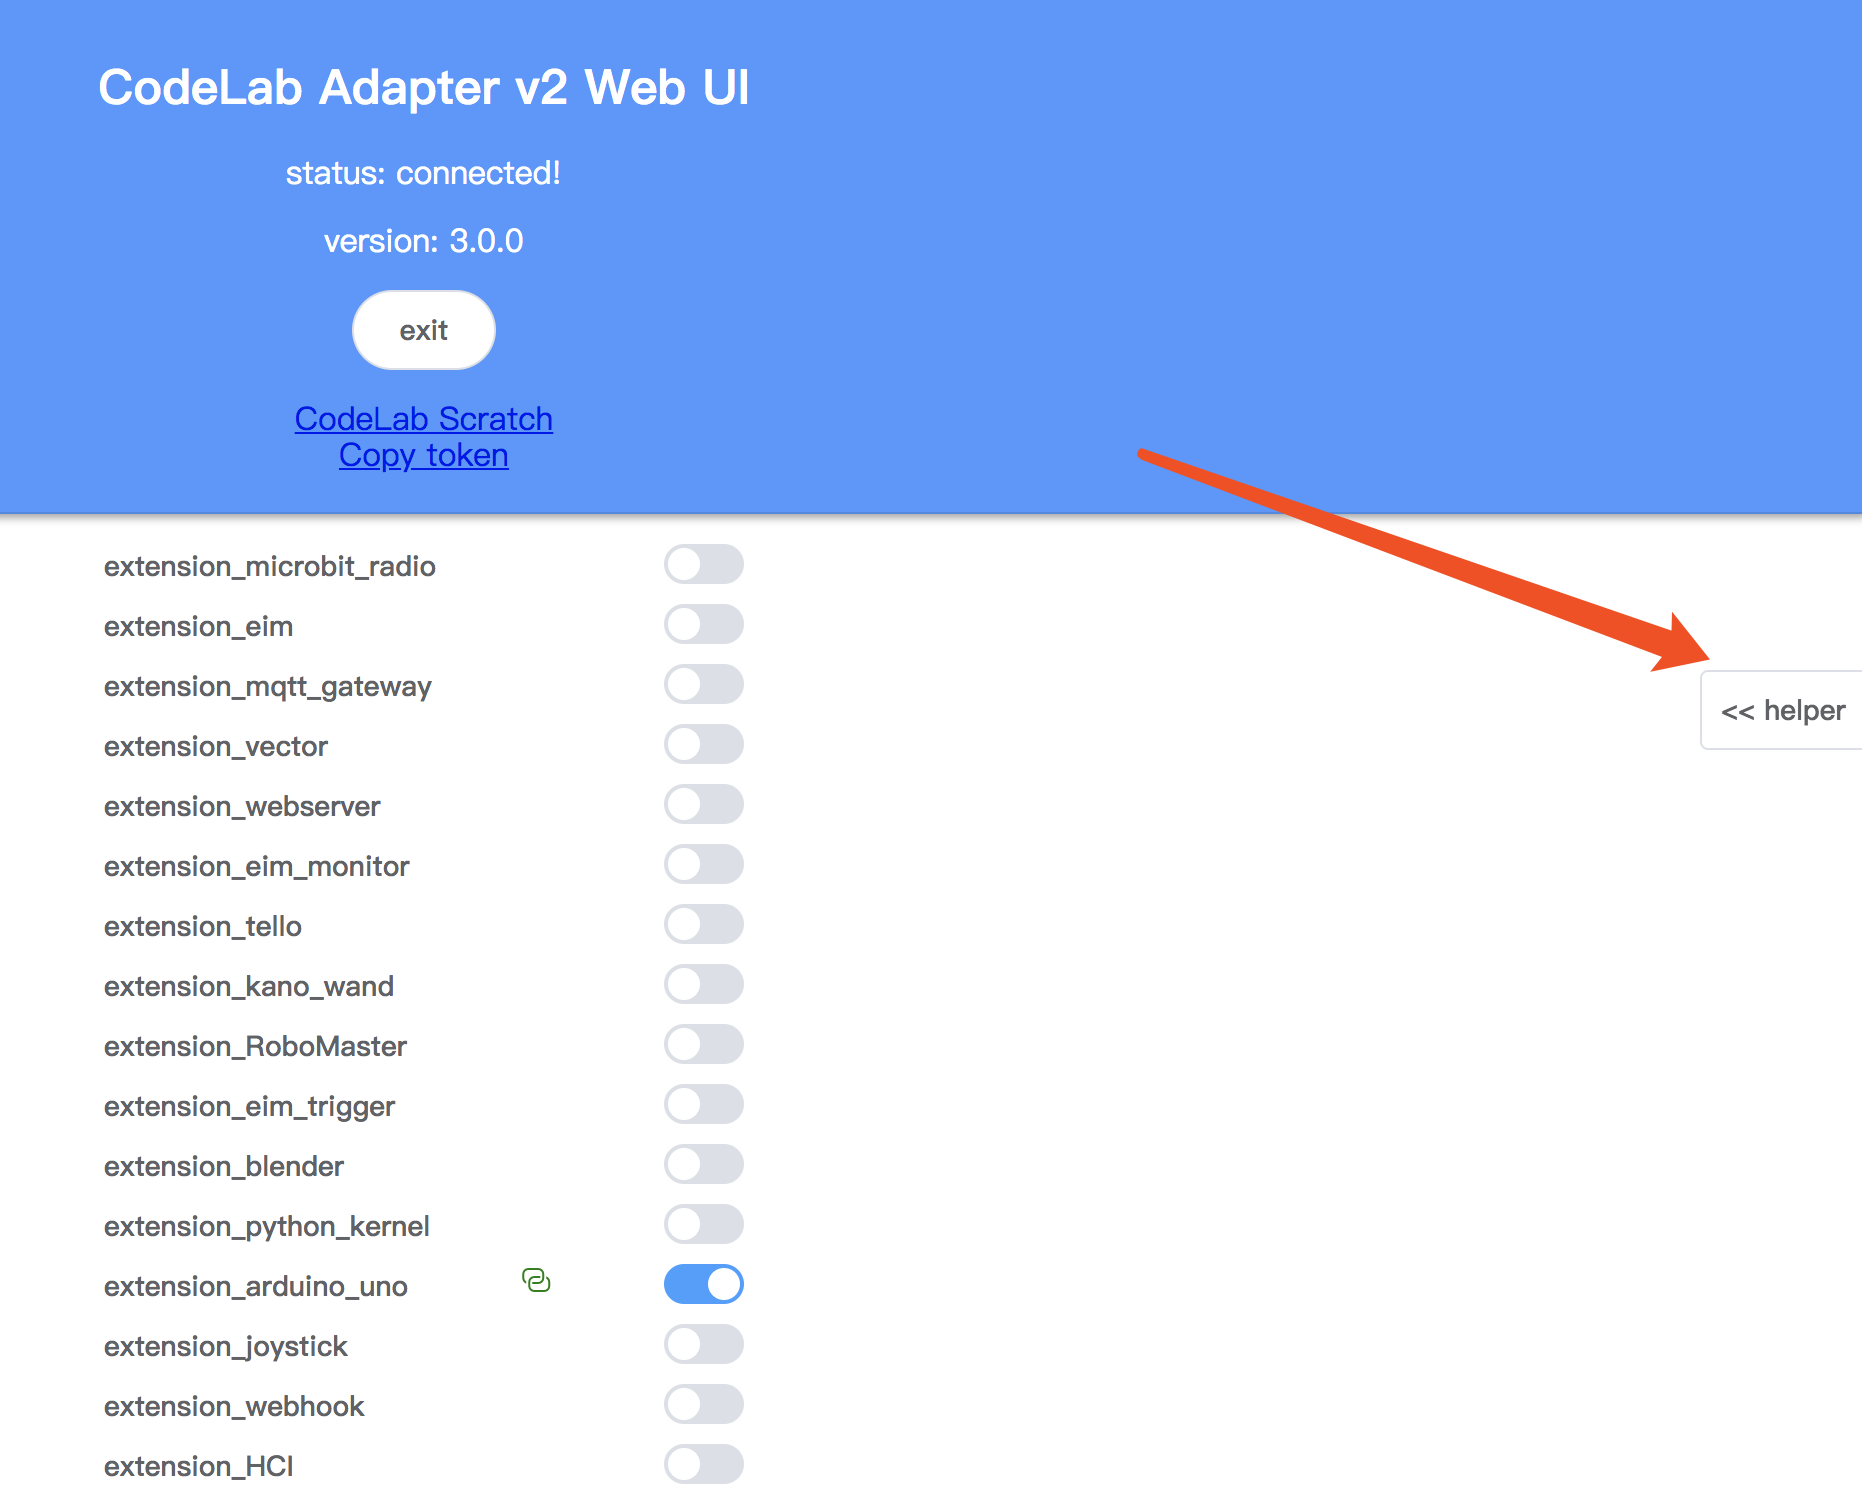 CodeLab Adapter v2 Web UI
status: connected!
version: 3.0.0
exit
CodeLab Scratch
Copy token
extension_microbit_radio
extension_eim
extension_mqtt_gateway
<< helper
extension_vector
extension_webserver
extension_eim_monitor
extension_tello
extension_kano_wand
extension_RoboMaster
extension_eim_trigger
extension_blender
extension_python_kernel
extension_arduino_uno
extension_joystick
extension_webhook
extension_HCI